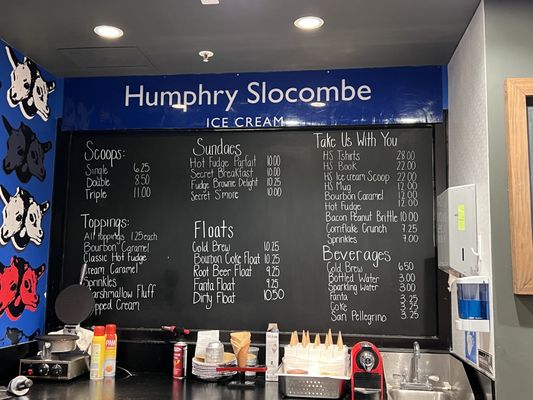 Humphry Slocombe
ICE CREAM
Scoops:
Single 6.25
Double 8.50
Triple 11.00
Toppings:
All toppings 1.25 each
Bourbon Caramel
Classic Hot Fudge
Cream Caramel
Sprinkles
Marshmallow Fluff
Whipped Cream
Sundaes
Hot Fudge Parfait 10.00
Secret Breakfast 10.00
Fudge Brownie Delight 10.25
Secret S'more 10.00
Floats
Cold Brew 10.25
Bourbon Coke Float 10.25
Root Beer Float 9.25
Fanta Float 9.25
Dirty Float 10.50
Take Us With You
HS Tshirts 28.00
HS Book 22.00
HS Ice cream Scoop 22.00
HS Mug 12.00
Bourbon Caramel 12.00
Hot Fudge 12.00
Bacon Peanut Brittle 10.00
Cornflake Crunch 7.25
Sprinkles 7.00
Beverages
Cold Brew 6.50
Bottled Water 3.00
Sparkling Water 3.00
Fanta 3.25
Coke 3.25
San Pellegrino 3.25